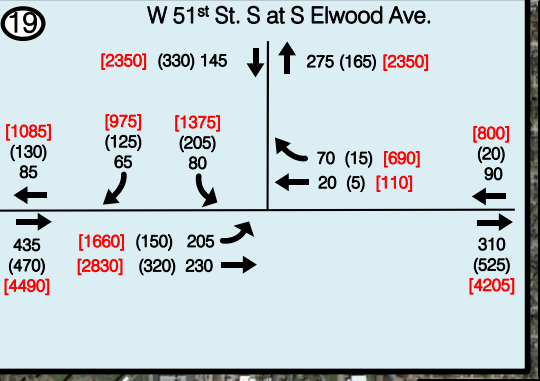 19
W 51st St. S at S Elwood Ave.
[2350] (330) 145
275 (165) [2350]
[1085]
(130)
85
[975]
(125)
65
[1375]
(205)
80
70 (15) [690]
20 (5) [110]
[800]
(20)
90
435
(470)
[4490]
[1660] (150) 205
[2830] (320) 230
310
(525)
[4205]